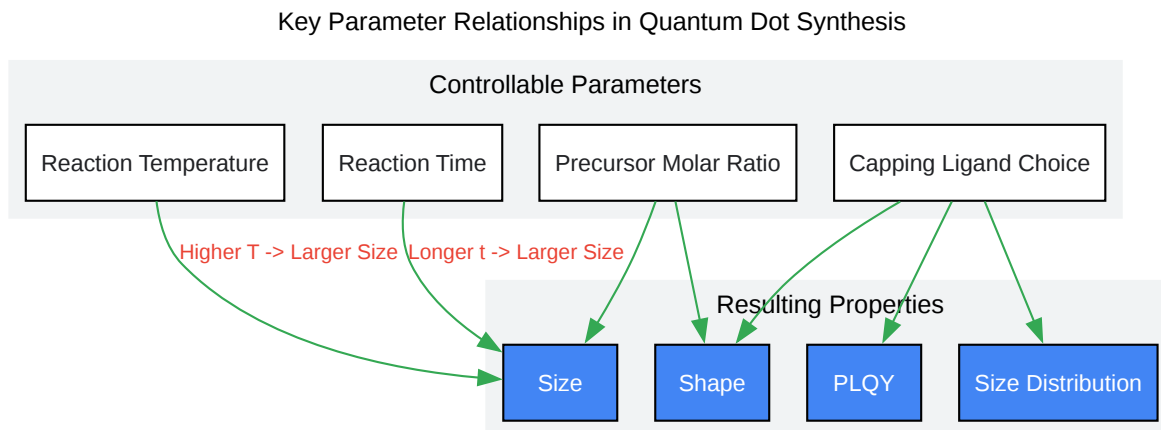 Key Parameter Relationships in Quantum Dot Synthesis
Controllable Parameters
Reaction Temperature
Reaction Time
Precursor Molar Ratio
Capping Ligand Choice
Higher T -> Larger Size
Longer t -> Larger Size
Resulting Properties
Size
Shape
PLQY
Size Distribution